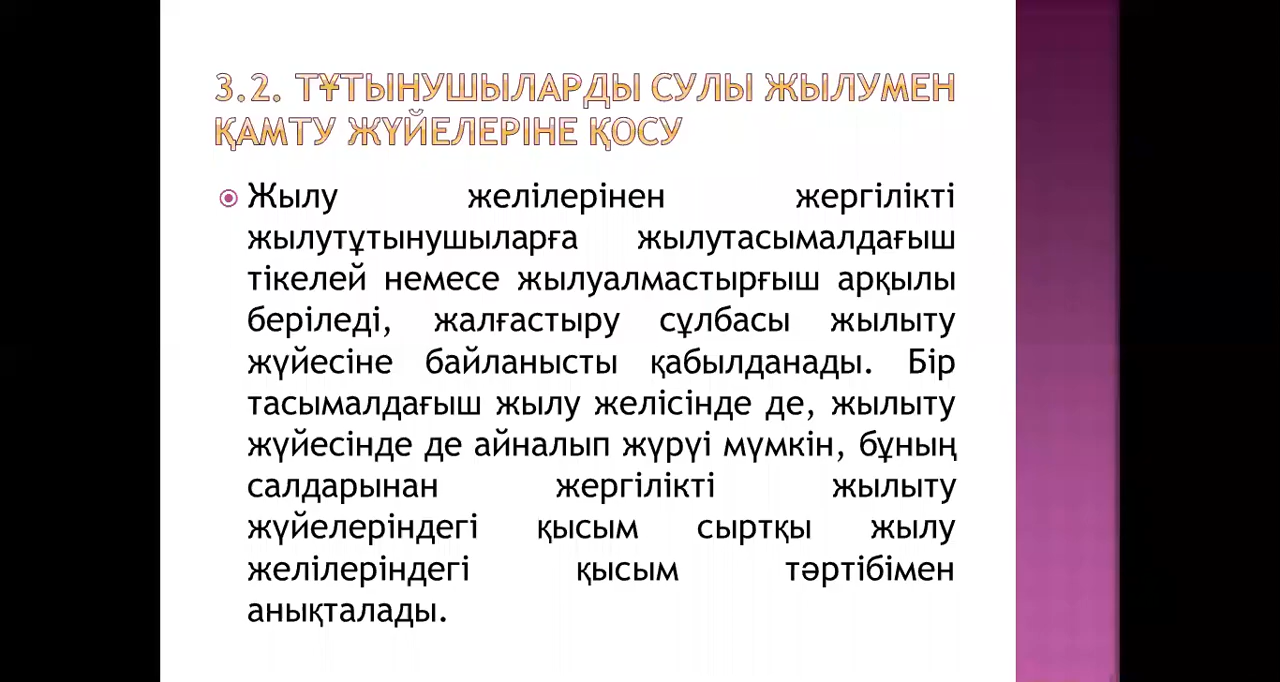 3.2. ТҰТЫНУШЫЛАРДЫ СУЛЫ ЖЫЛУМЕН
ҚАМТУ ЖҮЙЕЛЕРІНЕ ҚОСУ
Жылу желілерінен жергілікті
жылутұтынушыларға жылутасымалдағыш
тікелей немесе жылуалмастырғыш арқылы
беріледі, жалғастыру сұлбасы жылыту
жүйесіне байланысты қабылданады. Бір
тасымалдағыш жылу желісінде де, жылыту
жүйесінде де айналып жүрүі мүмкін, бұның
салдарынан жергілікті жылыту
жүйелеріндегі қысым сыртқы жылу
желілеріндегі қысым тәртібімен
анықталады.